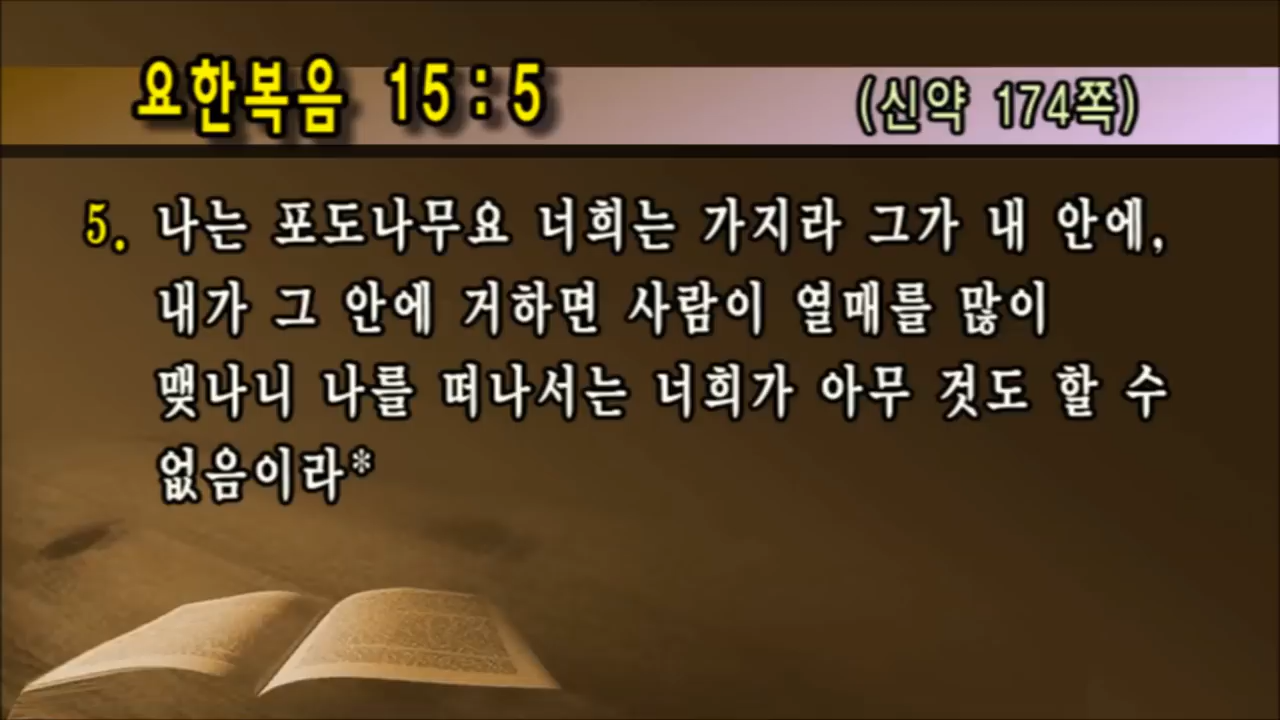 요한복음 15:5 (신약 174쪽)
5. 나는 포도나무요 너희는 가지라 그가 내 안에,
내가 그 안에 거하면 사람이 열매를 많이
맺나니 나를 떠나서는 너희가 아무 것도 할 수
없음이라*